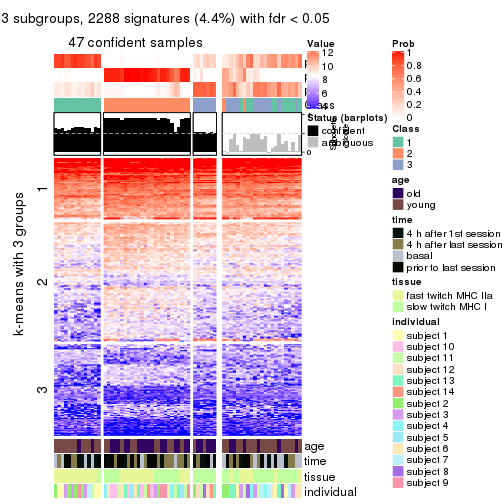 3 subgroups, 2288 signatures (4.4%) with fdr < 0.05
47 confident samples
k-means with 3 groups
1
2
3
Class
age
time
tissue
individual
Value
12
10
8
6
Status (barplots)
confident
ambiguous
0
Prob
1
0.8
0.6
0.4
0.2
0
Class
1
2
3
age
old
young
time
4 h after 1st session
4 h after last session
basal
prior to last session
tissue
fast twitch MHC IIa
slow twitch MHC I
individual
subject 1
subject 10
subject 11
subject 12
subject 13
subject 14
subject 2
subject 3
subject 4
subject 5
subject 6
subject 7
subject 8
subject 9